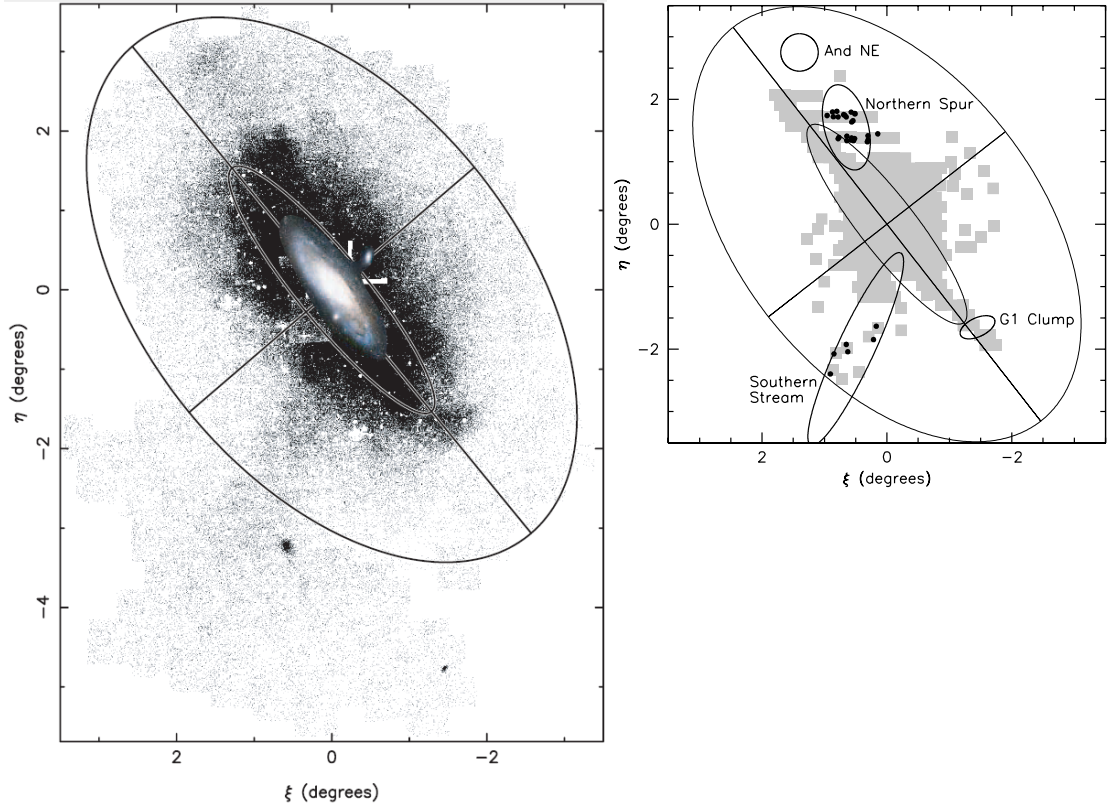 2
0
−2
−4
η (degrees)
2
0
−2
ξ (degrees)
And NE
Northern Spur
G1 Clump
Southern
Stream
2
0
−2
η (degrees)
2
0
−2
ξ (degrees)